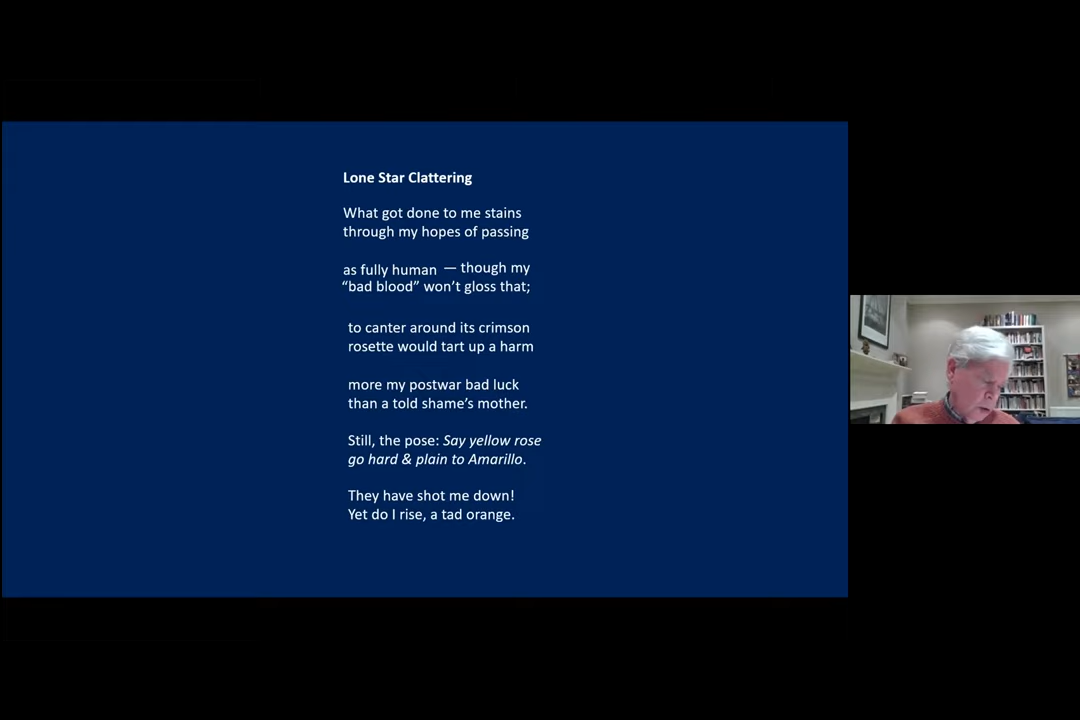 Lone Star Clattering
What got done to me stains
through my hopes of passing
as fully human — though my
“bad blood” won’t gloss that;
to canter around its crimson
rosette would tart up a harm
more my postwar bad luck
than a told shame’s mother.
Still, the pose: Say yellow rose
go hard & plain to Amarillo.
They have shot me down!
Yet do I rise, a tad orange.